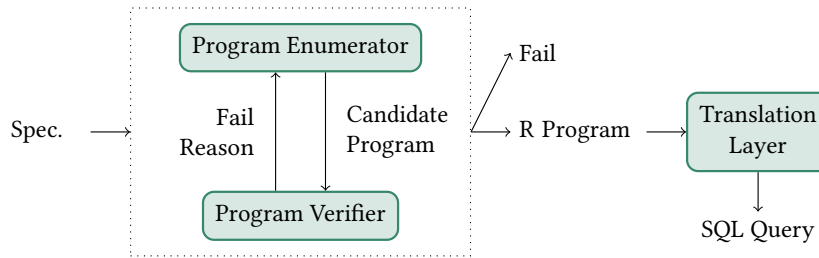 Spec.
Program Enumerator
Fail
Reason
Candidate
Program
Program Verifier
Fail
R Program
Translation
Layer
SQL Query